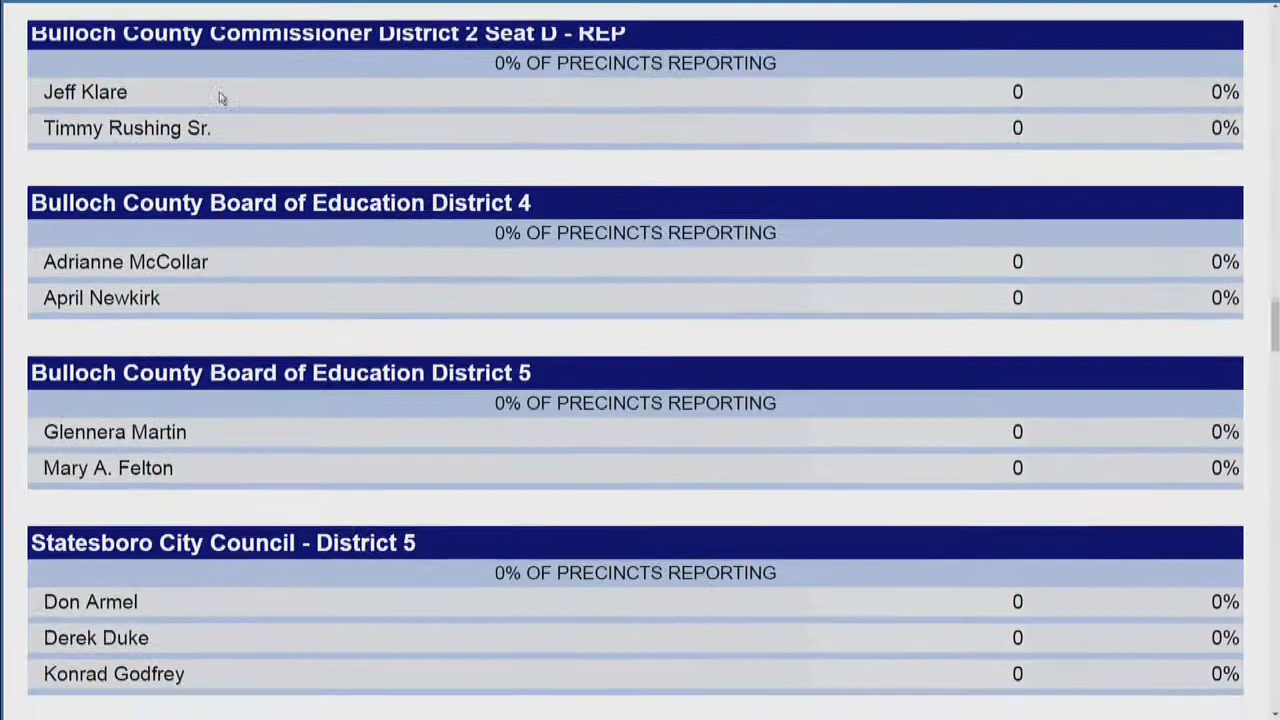 Bulloch County Commissioner District 2 Seat D - REP
0% OF PRECINCTS REPORTING
Jeff Klare 0 0%
Timmy Rushing Sr. 0 0%
Bulloch County Board of Education District 4
0% OF PRECINCTS REPORTING
Adrianne McCollar 0 0%
April Newkirk 0 0%
Bulloch County Board of Education District 5
0% OF PRECINCTS REPORTING
Glennera Martin 0 0%
Mary A. Felton 0 0%
Statesboro City Council - District 5
0% OF PRECINCTS REPORTING
Don Armel 0 0%
Derek Duke 0 0%
Konrad Godfrey 0 0%